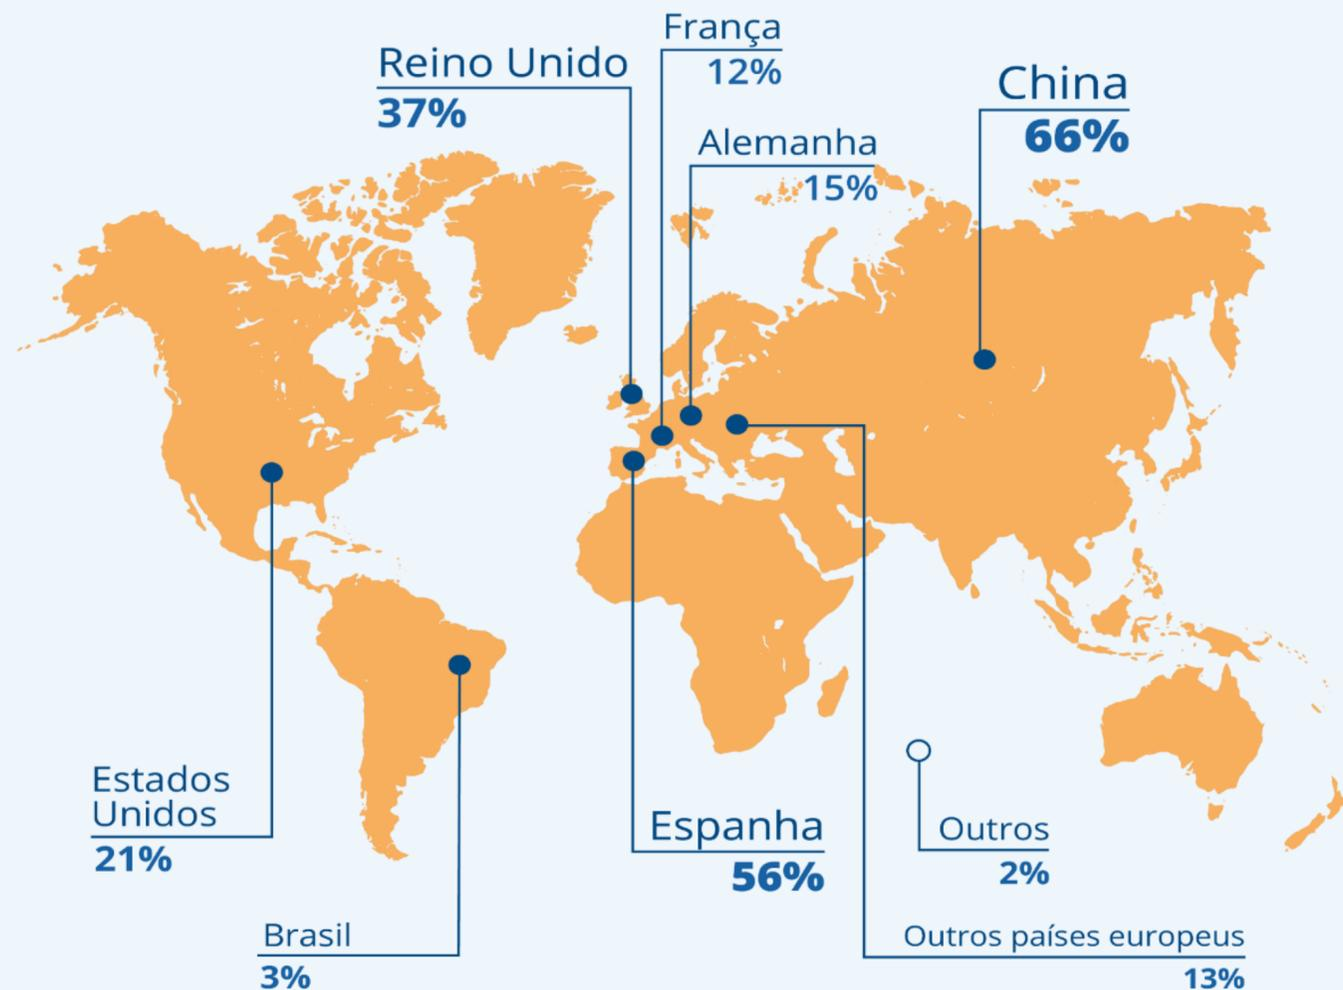 França
12%
Reino Unido
37%
China
66%
Alemanha
15%
Estados
Unidos
21%
Espanha
56%
Outros
2%
Brasil
3%
Outros países europeus
13%